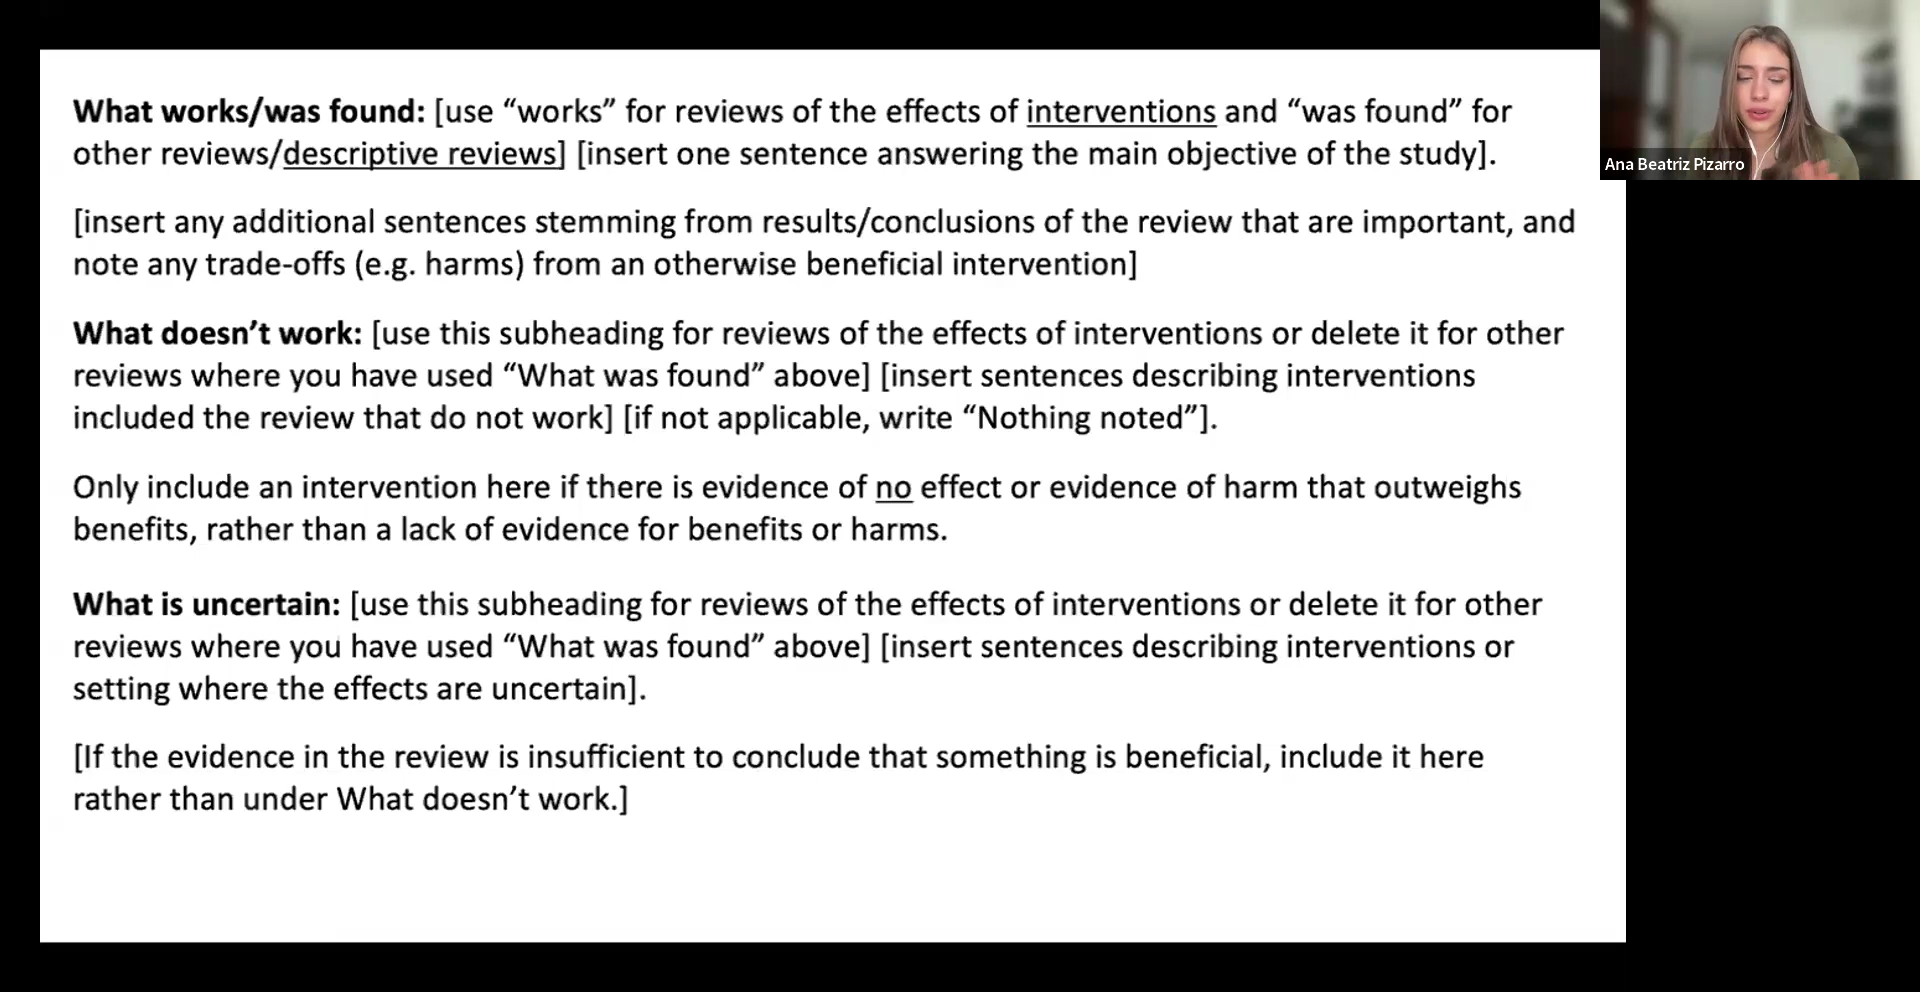 What works/was found: [use “works” for reviews of the effects of interventions and “was found” for
other reviews/descriptive reviews] [insert one sentence answering the main objective of the study].
[insert any additional sentences stemming from results/conclusions of the review that are important, and
note any trade-offs (e.g. harms) from an otherwise beneficial intervention]
What doesn’t work: [use this subheading for reviews of the effects of interventions or delete it for other
reviews where you have used “What was found” above] [insert sentences describing interventions
included the review that do not work] [if not applicable, write “Nothing noted”].
Only include an intervention here if there is evidence of no effect or evidence of harm that outweighs
benefits, rather than a lack of evidence for benefits or harms.
What is uncertain: [use this subheading for reviews of the effects of interventions or delete it for other
reviews where you have used “What was found” above] [insert sentences describing interventions or
setting where the effects are uncertain].
[If the evidence in the review is insufficient to conclude that something is beneficial, include it here
rather than under What doesn’t work.]
Ana Beatriz Pizarro